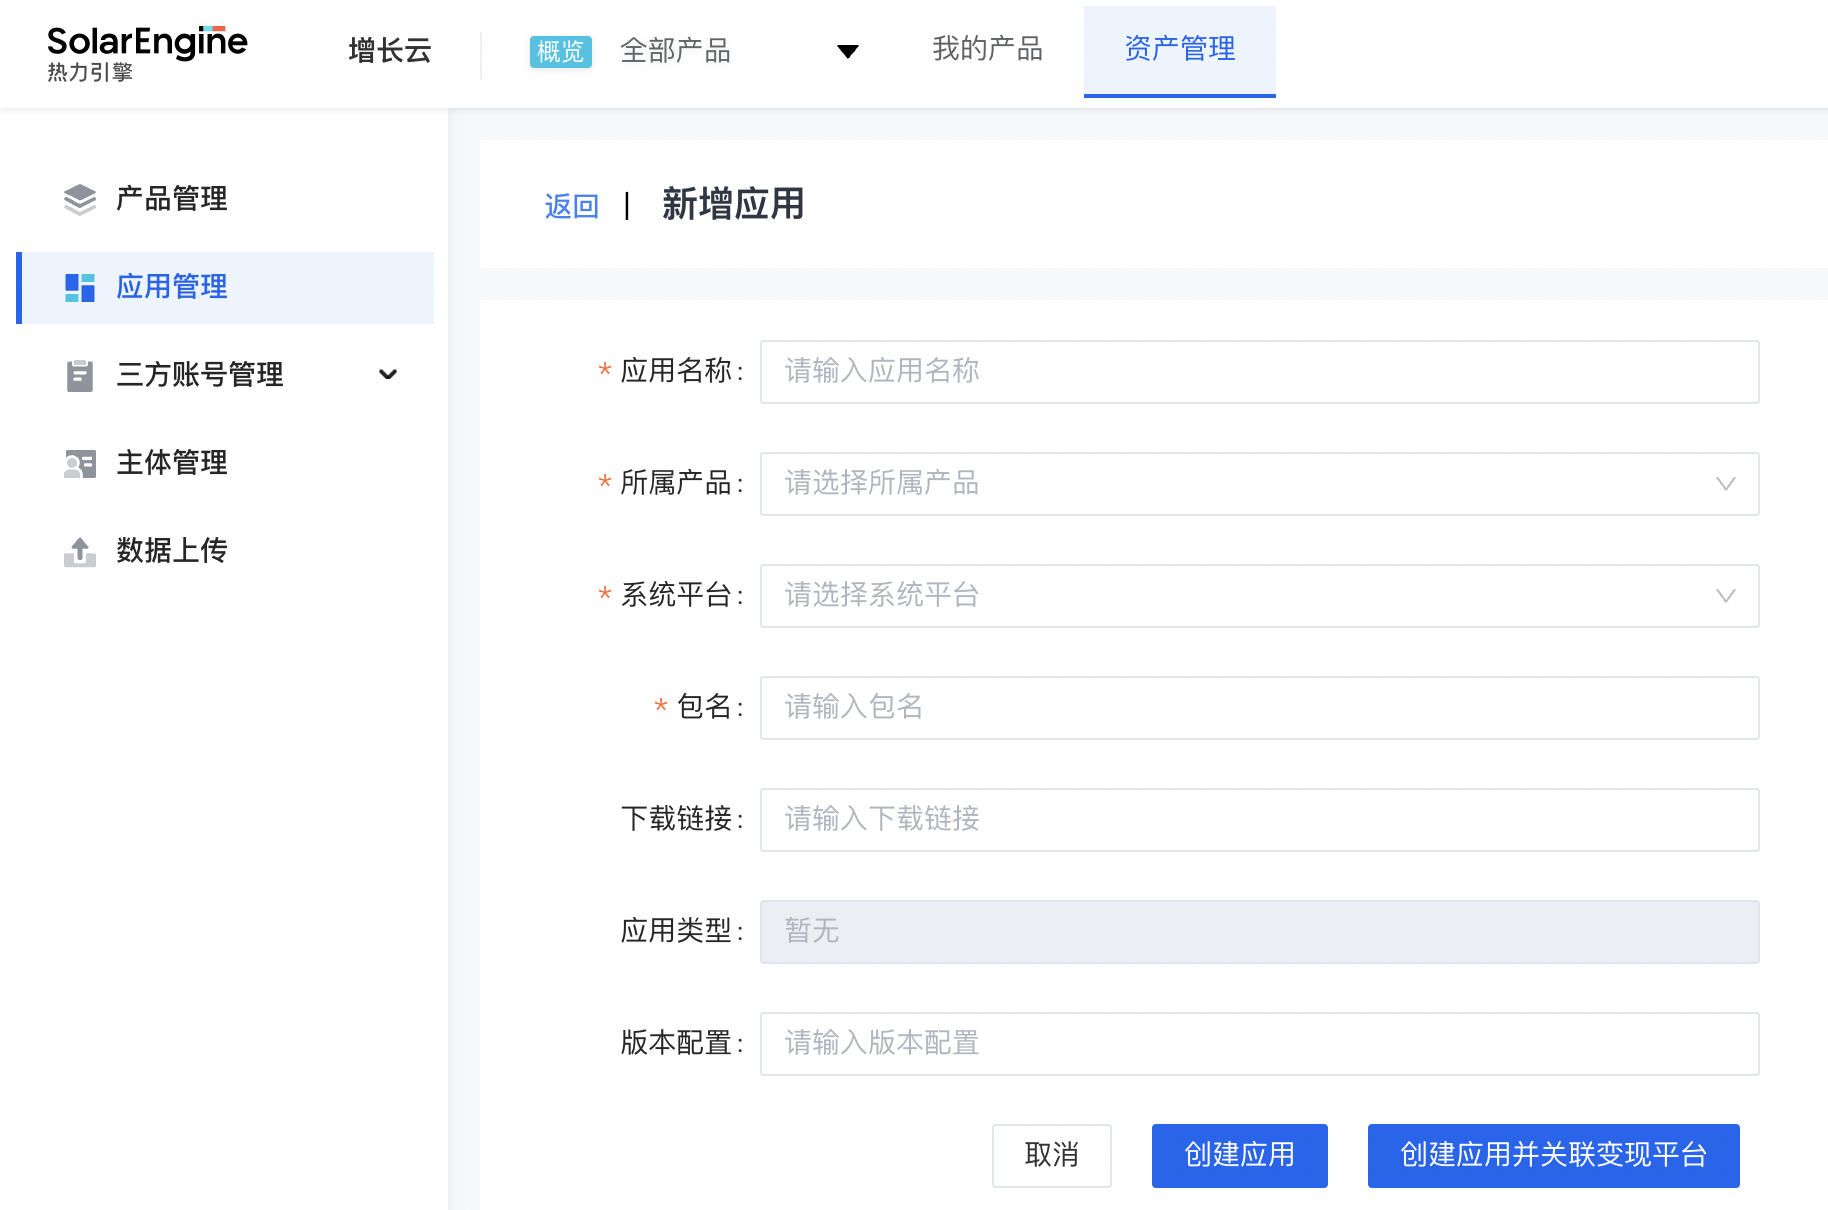 SolarEngine
热力引擎
增长云
概览 全部产品
我的产品
资产管理
产品管理
应用管理
三方账号管理
主体管理
数据上传
返回 | 新增应用
* 应用名称: 请输入应用名称
* 所属产品: 请选择所属产品
* 系统平台: 请选择系统平台
* 包名: 请输入包名
下载链接: 请输入下载链接
应用类型: 暂无
版本配置: 请输入版本配置
取消 创建应用 创建应用并关联变现平台